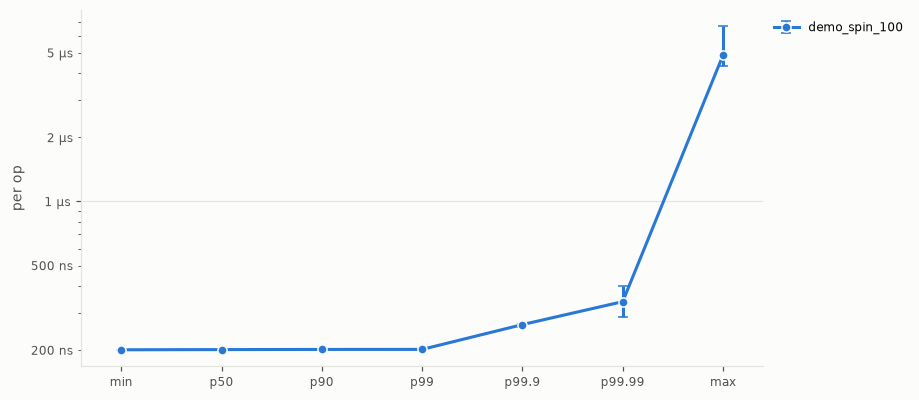 demo_spin_100
per op
5 µs
2 µs
1 µs
500 ns
200 ns
min
p50
p90
p99
p99.9
p99.99
max